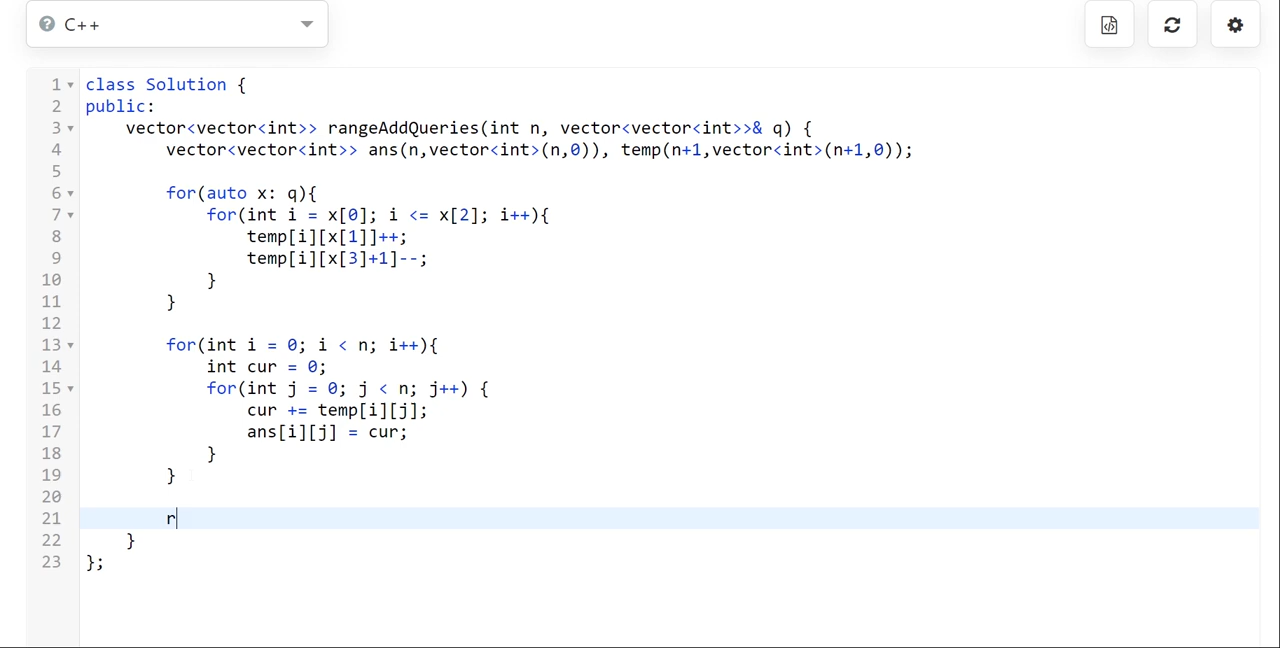 C++
1 class Solution {
2 public:
3     vector<vector<int>> rangeAddQueries(int n, vector<vector<int>>& q) {
4         vector<vector<int>> ans(n,vector<int>(n,0)), temp(n+1,vector<int>(n+1,0));
5
6         for(auto x: q){
7             for(int i = x[0]; i <= x[2]; i++){
8                 temp[i][x[1]]++;
9                 temp[i][x[3]+1]--;
10             }
11         }
12
13         for(int i = 0; i < n; i++){
14             int cur = 0;
15             for(int j = 0; j < n; j++) {
16                 cur += temp[i][j];
17                 ans[i][j] = cur;
18             }
19         }
20
21         r
22     }
23 };